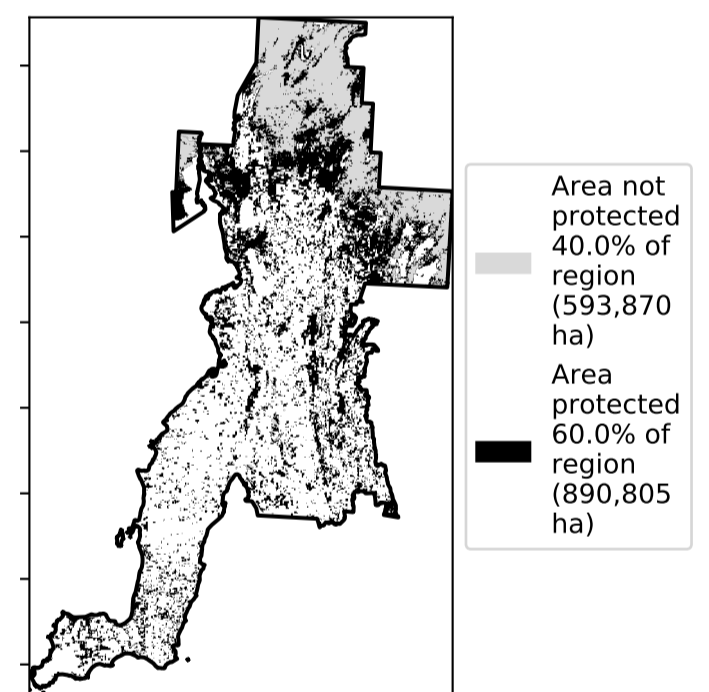 Area not
protected
40.0% of
region
(593,870
ha)
Area
protected
60.0% of
region
(890,805
ha)